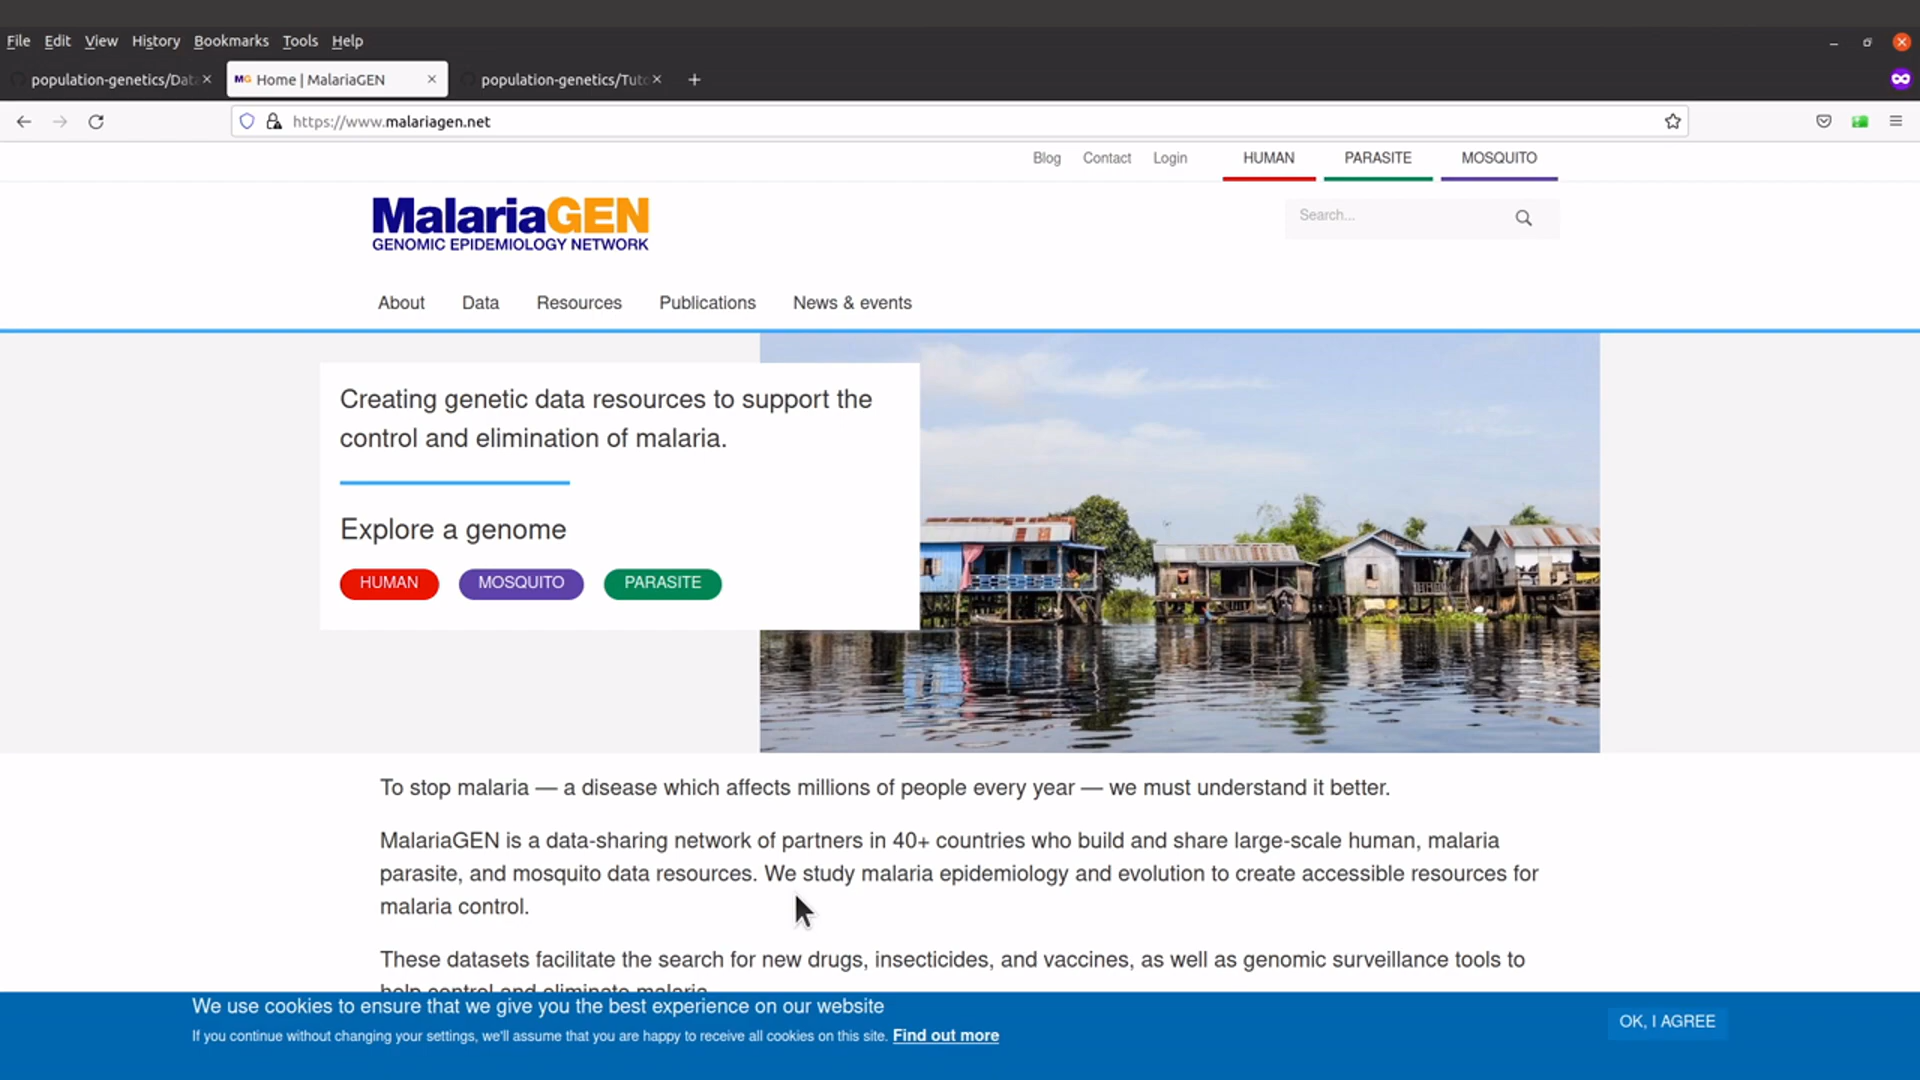 File Edit View History Bookmarks Tools Help
population-genetics/Dat
Home | MalariaGEN
population-genetics/Tut
https://www.malariagen.net
Blog Contact Login HUMAN PARASITE MOSQUITO
MalariaGEN
GENOMIC EPIDEMIOLOGY NETWORK
Search...
About Data Resources Publications News & events
Creating genetic data resources to support the
control and elimination of malaria.
Explore a genome
HUMAN MOSQUITO PARASITE
To stop malaria — a disease which affects millions of people every year — we must understand it better.
MalariaGEN is a data-sharing network of partners in 40+ countries who build and share large-scale human, malaria
parasite, and mosquito data resources. We study malaria epidemiology and evolution to create accessible resources for
malaria control.
These datasets facilitate the search for new drugs, insecticides, and vaccines, as well as genomic surveillance tools to
help control and eliminate malaria.
We use cookies to ensure that we give you the best experience on our website
If you continue without changing your settings, we'll assume that you are happy to receive all cookies on this site. Find out more
OK, I AGREE